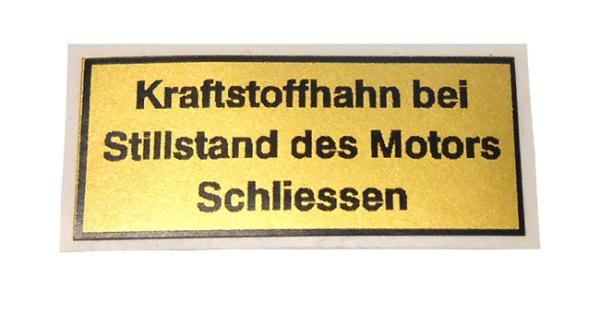 Kraftstoffhahn bei
Stillstand des Motors
Schliessen